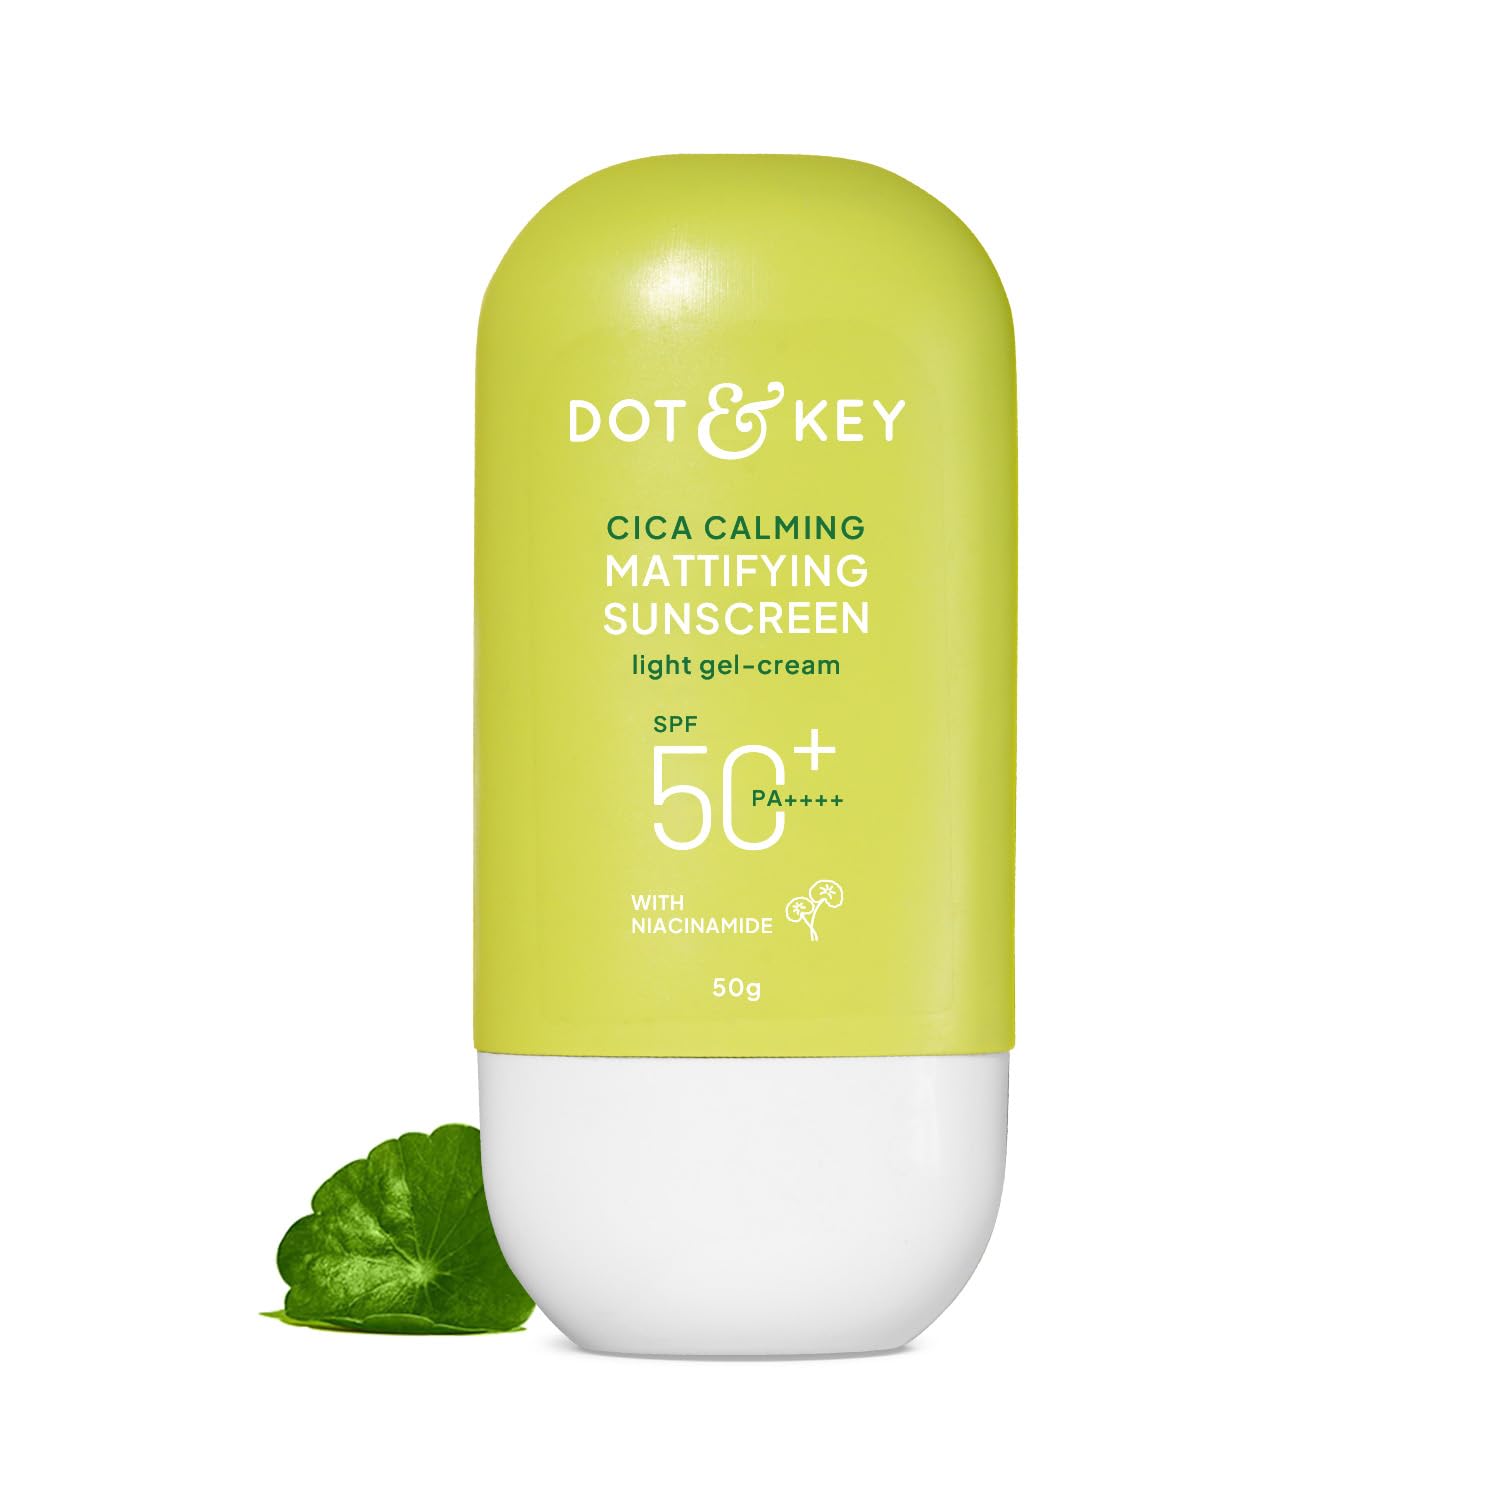 DOT & KEY
CICA CALMING
MATTIFYING
SUNSCREEN
light gel-cream
SPF
50+
PA++++
WITH
NIACINAMIDE
50g